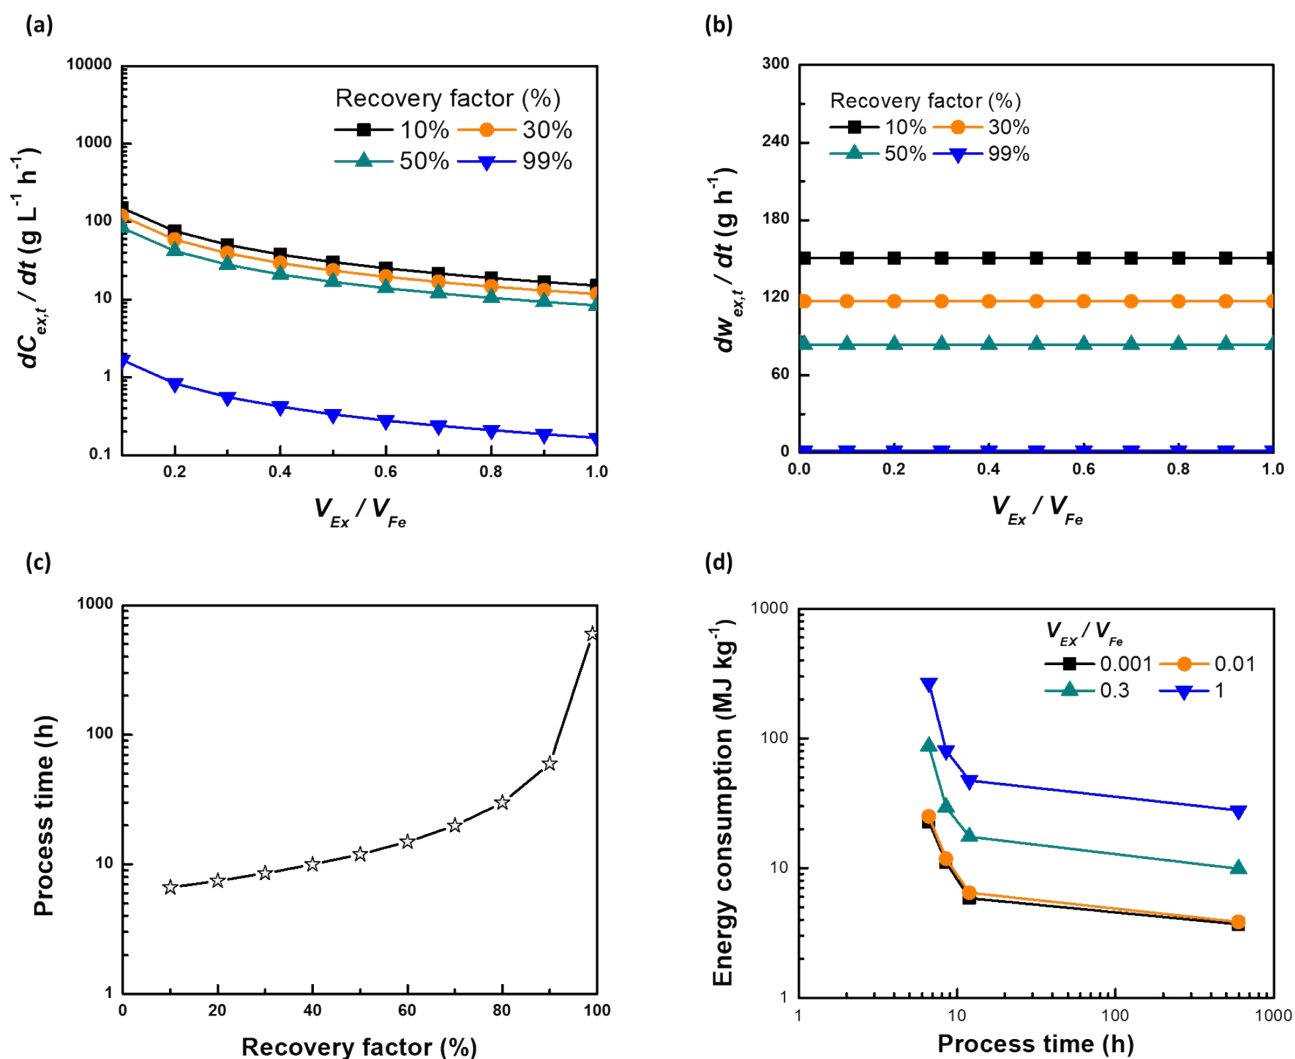 (a)
10000
1000
100
10
1
0.1
dC_ex,t / dt (g L⁻¹ h⁻¹)
Recovery factor (%)
10% 30%
50% 99%
0.2 0.4 0.6 0.8 1.0
V_Ex / V_Fe
(b)
300
240
180
120
60
0
dw_ex,t / dt (g h⁻¹)
Recovery factor (%)
10% 30%
50% 99%
0.0 0.2 0.4 0.6 0.8 1.0
V_Ex / V_Fe
(c)
1000
100
10
1
Process time (h)
0 20 40 60 80 100
Recovery factor (%)
(d)
1000
100
10
1
Energy consumption (MJ kg⁻¹)
V_EX / V_Fe
0.001 0.01
0.3 1
1 10 100 1000
Process time (h)